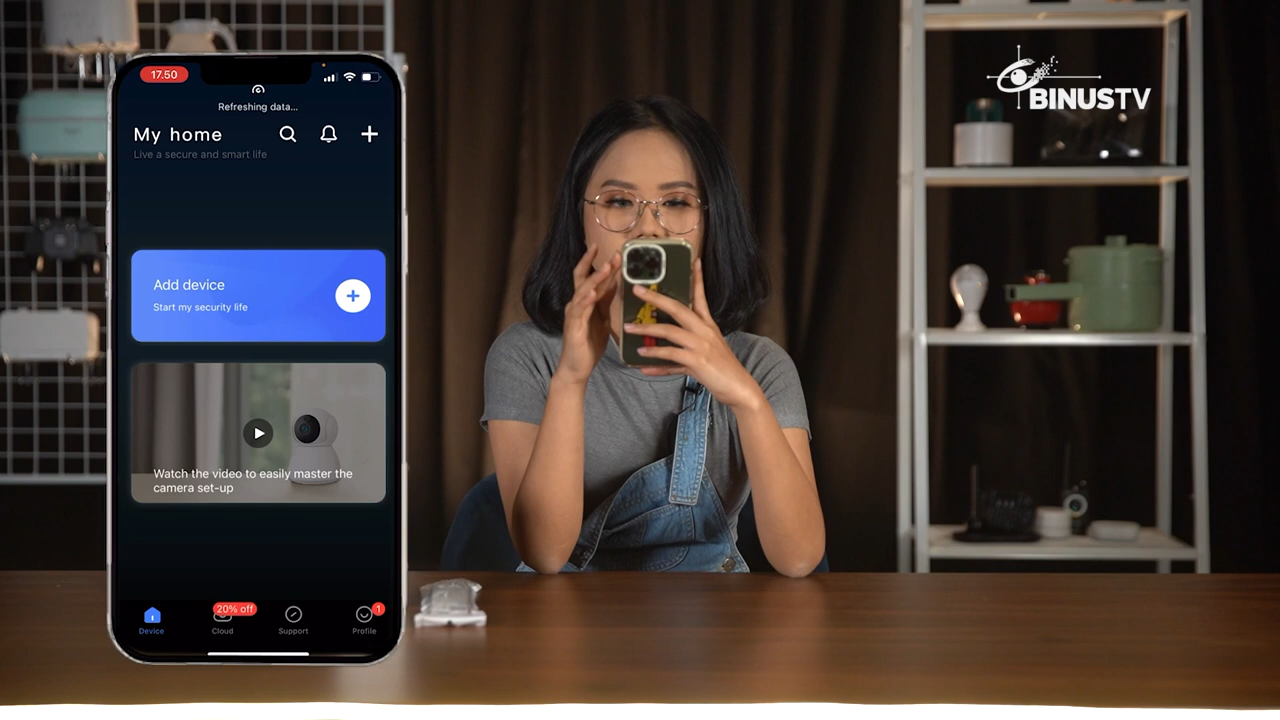 17.50
Refreshing data...
My home
Live a secure and smart life
Add device
Start my security life
Watch the video to easily master the
camera set-up
20% off
1
Device
Cloud
Support
Profile
BINUSTV